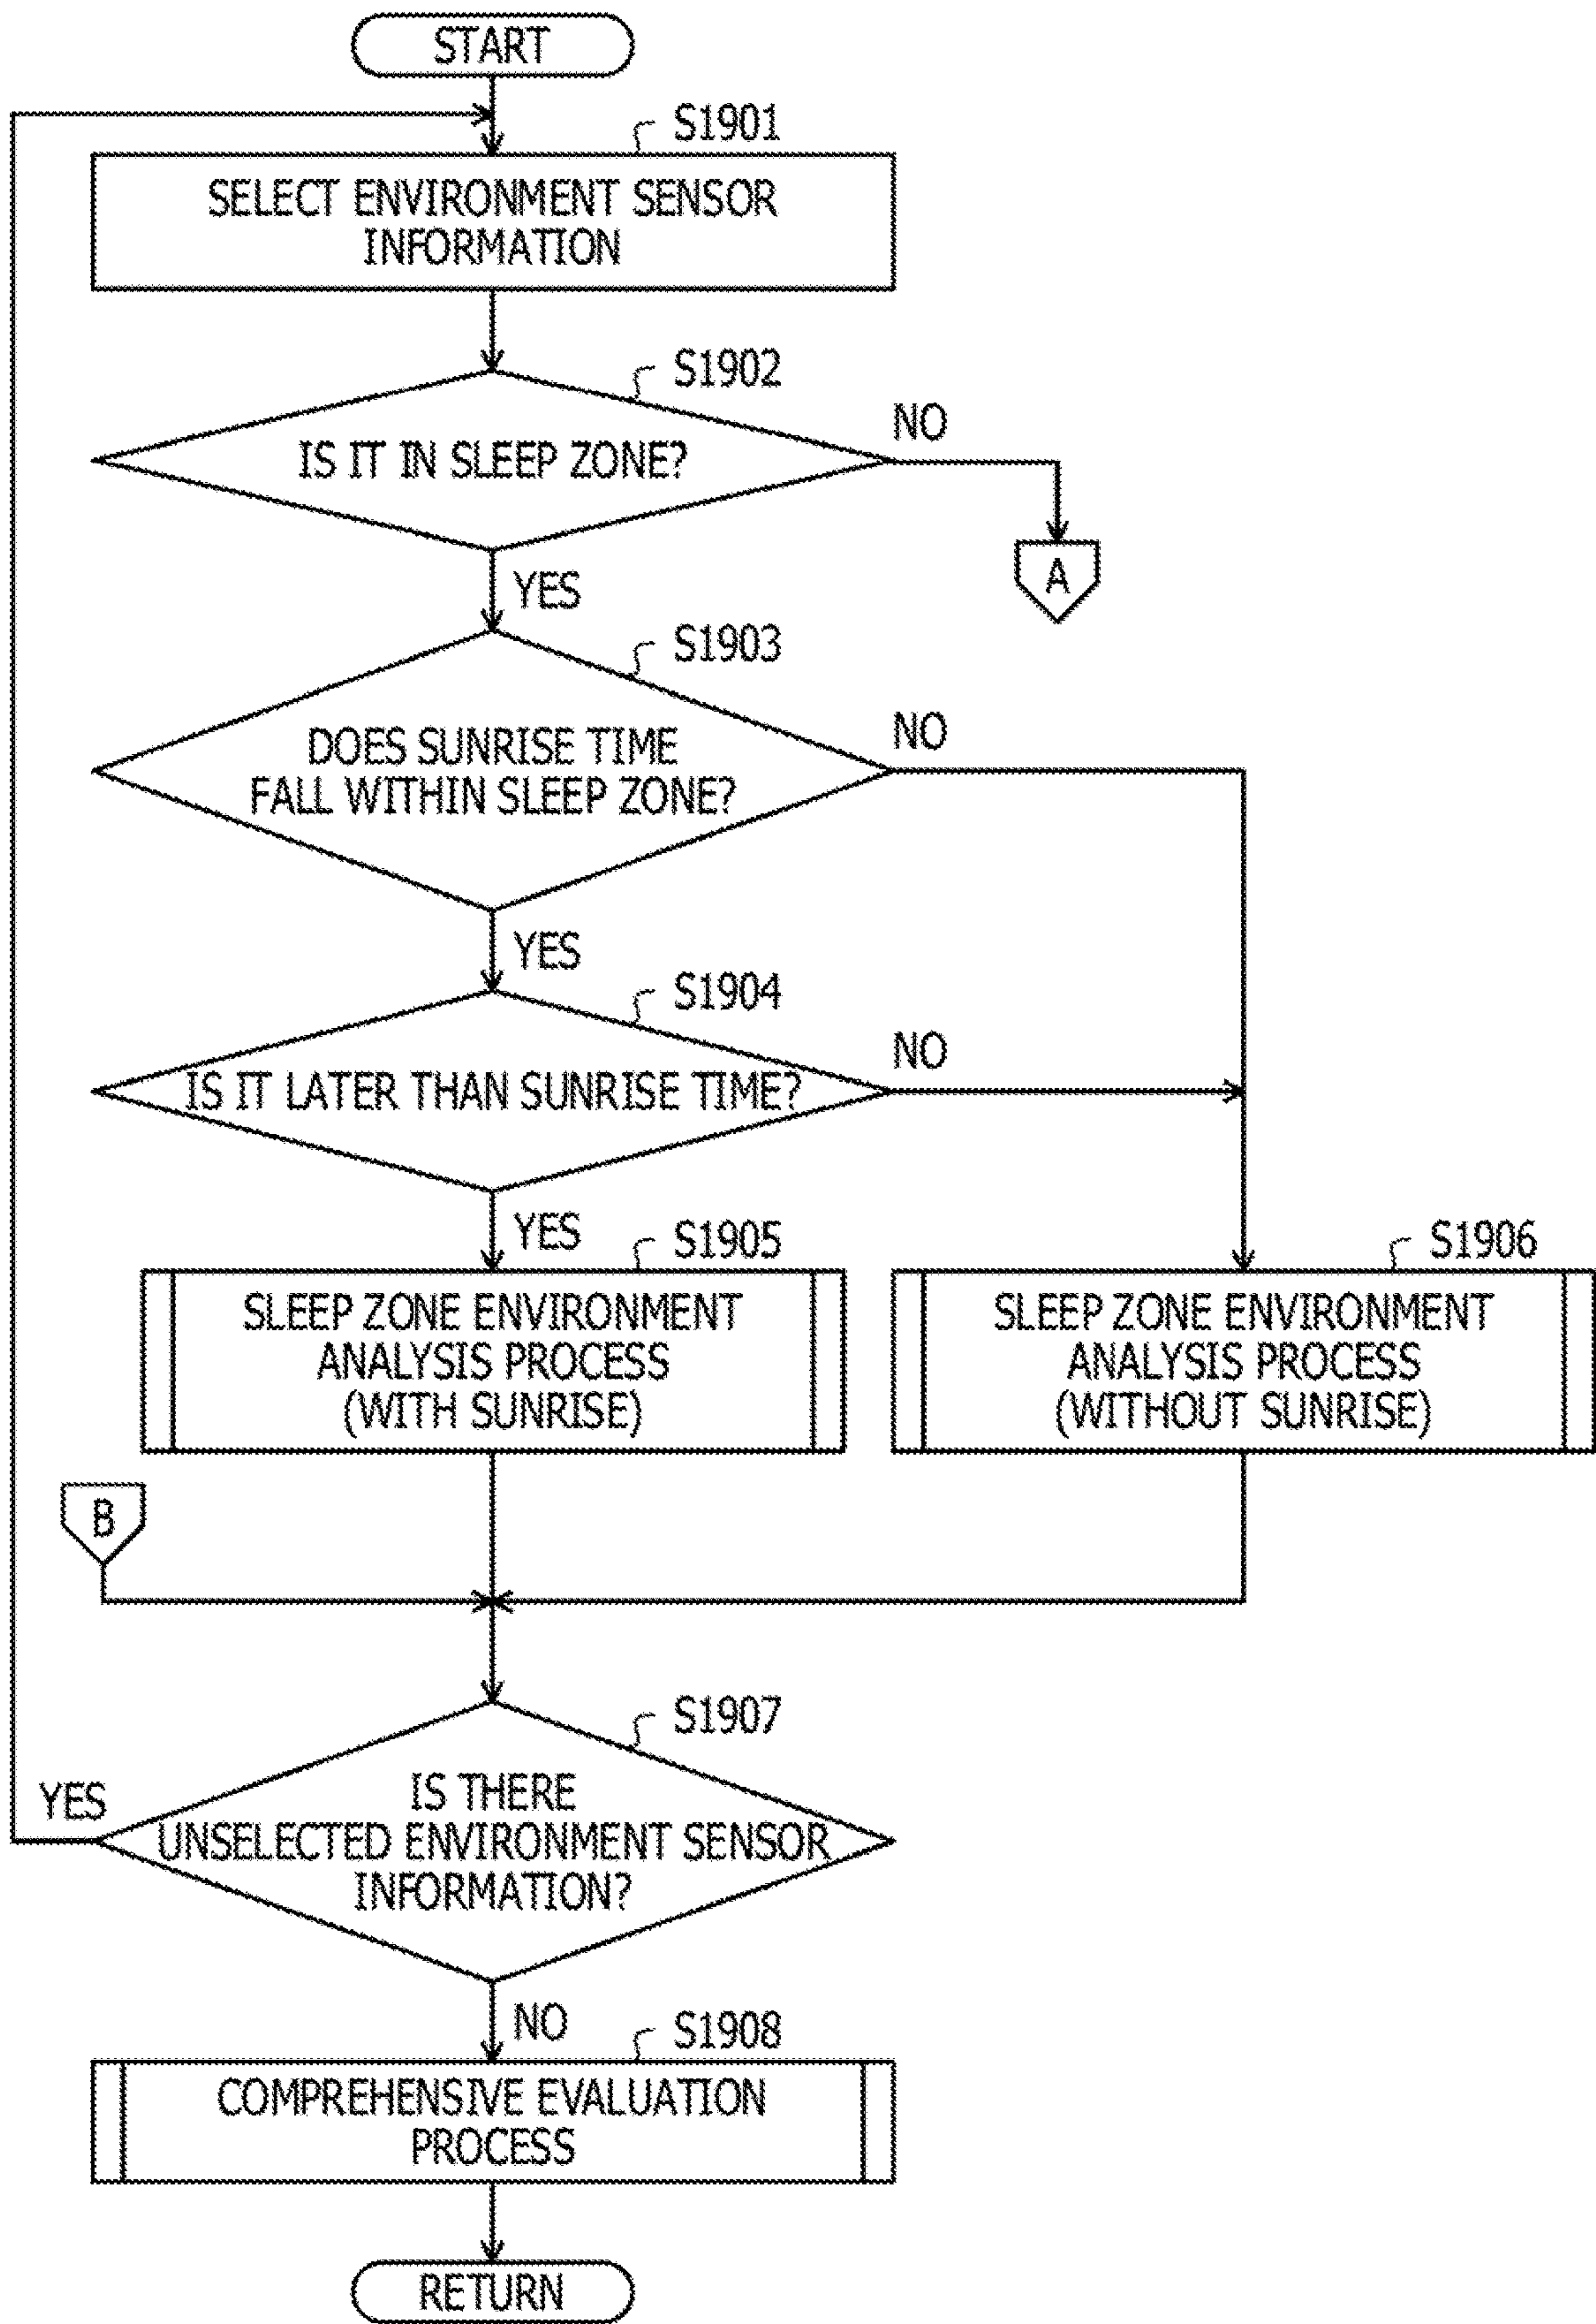 START
S1901
SELECT ENVIRONMENT SENSOR
INFORMATION
S1902
IS IT IN SLEEP ZONE?
NO
A
YES
S1903
DOES SUNRISE TIME
FALL WITHIN SLEEP ZONE?
NO
YES
S1904
IS IT LATER THAN SUNRISE TIME?
NO
YES
S1905
SLEEP ZONE ENVIRONMENT
ANALYSIS PROCESS
(WITH SUNRISE)
S1906
SLEEP ZONE ENVIRONMENT
ANALYSIS PROCESS
(WITHOUT SUNRISE)
B
S1907
IS THERE
UNSELECTED ENVIRONMENT SENSOR
INFORMATION?
YES
NO
S1908
COMPREHENSIVE EVALUATION
PROCESS
RETURN